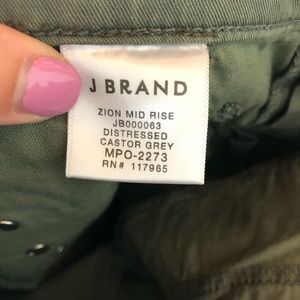 J BRAND
ZION MID RISE
JB000063
DISTRESSED
CASTOR GREY
MPO-2273
RN# 117965